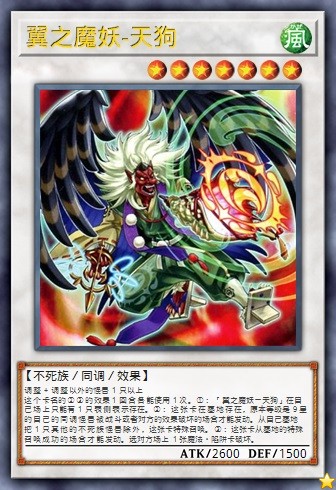 翼之魔妖-天狗
風
【不死族／同调／效果】
调整＋调整以外的怪兽１只以上
这个卡名的②③的效果１回合各能使用１次。①：「翼之魔妖－天狗」在自
己场上只能有１只表侧表示存在。②：这张卡在墓地存在，原本等级是９星
的自己的同调怪兽被战斗或者对方的效果破坏的场合才能发动。从自己墓地
把１只其他的不死族怪兽除外，这张卡特殊召唤。③：这张卡从墓地的特殊
召唤成功的场合才能发动。选对方场上１张魔法·陷阱卡破坏。
ATK/2600 DEF/1500